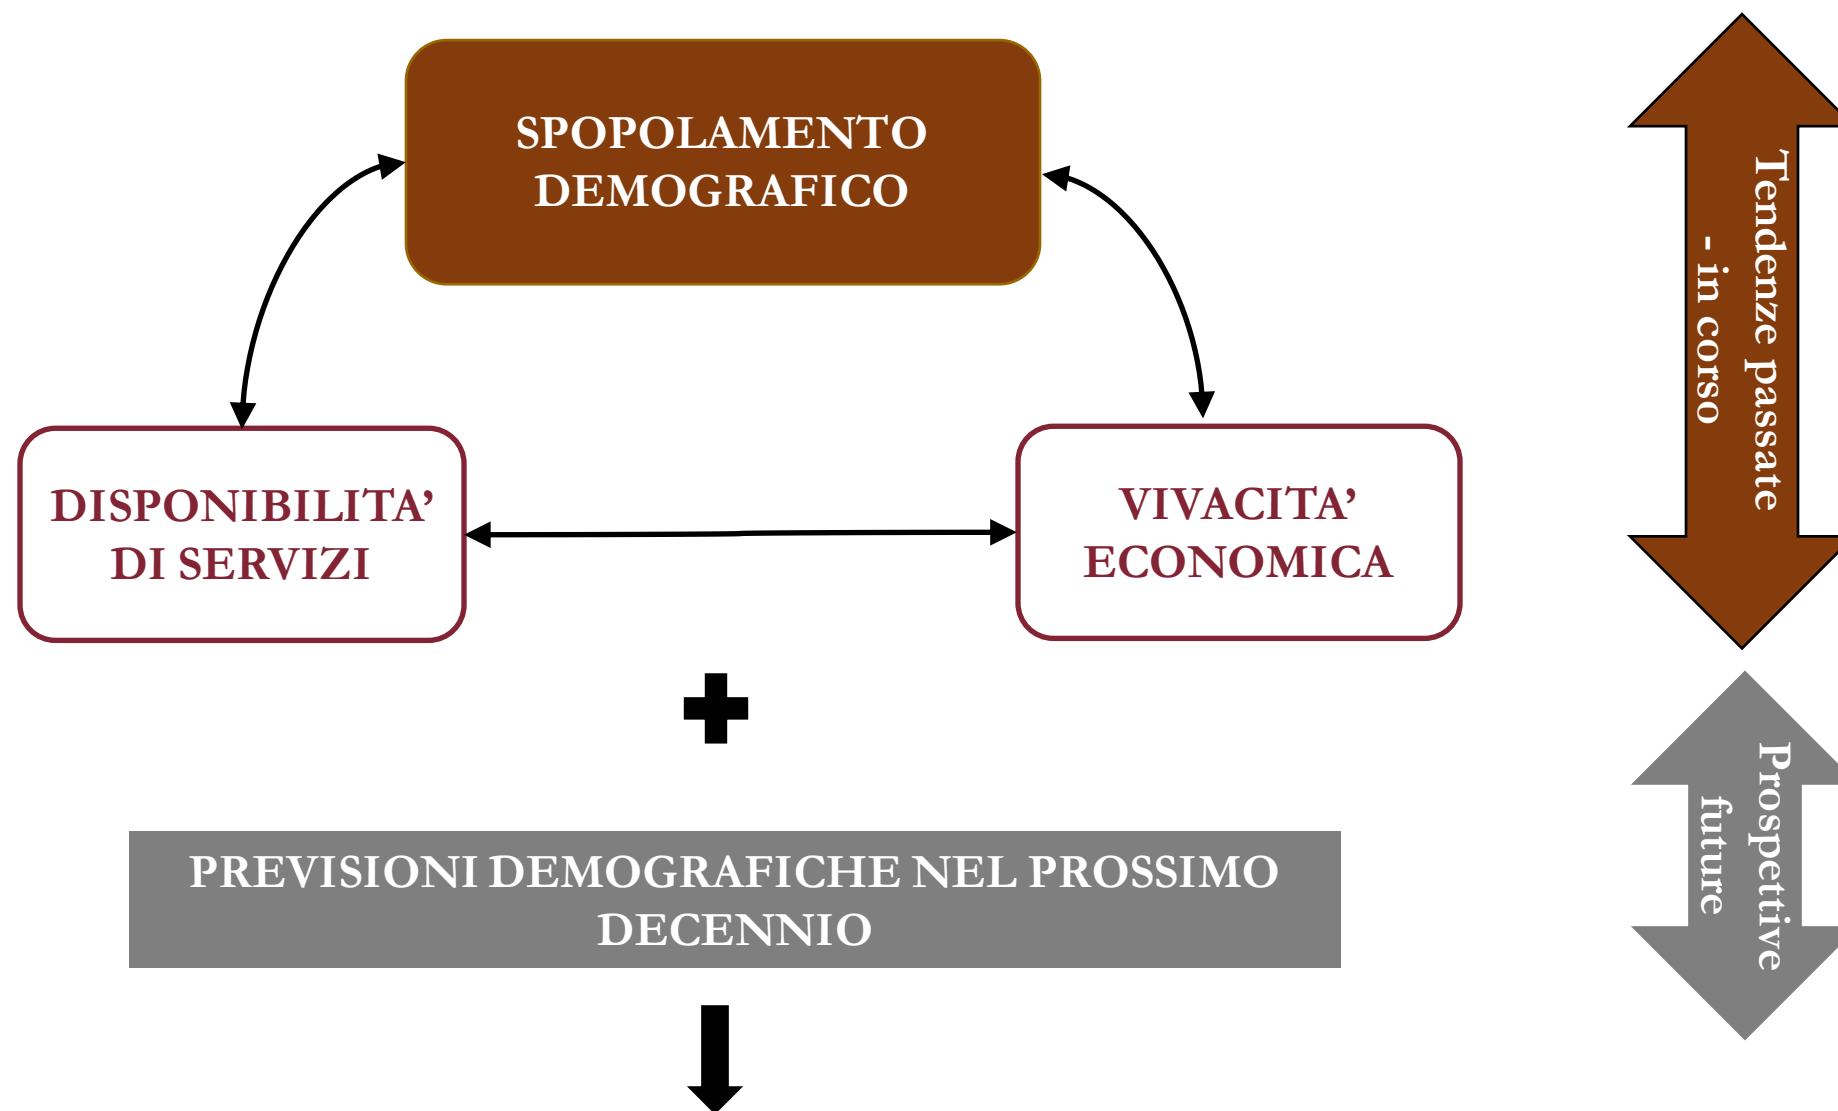 SPOPOLAMENTO
DEMOGRAFICO
DISPONIBILITA’
DI SERVIZI
VIVACITA’
ECONOMICA
PREVISIONI DEMOGRAFICHE NEL PROSSIMO
DECENNIO
Tendenze passate
- in corso
Prospettive
future